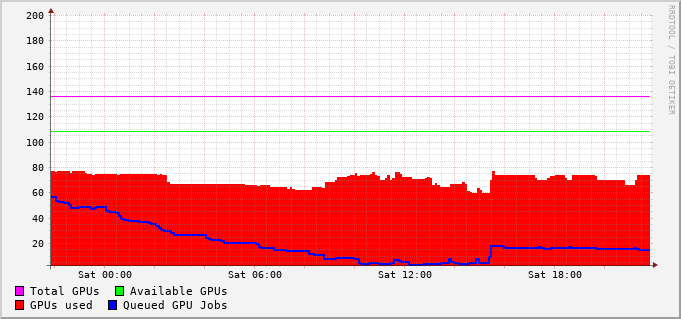 200
180
160
140
120
100
80
60
40
20
Sat 00:00 Sat 06:00 Sat 12:00 Sat 18:00
Total GPUs Available GPUs
GPUs used Queued GPU Jobs
RRDTOOL / TOBI OETIKER